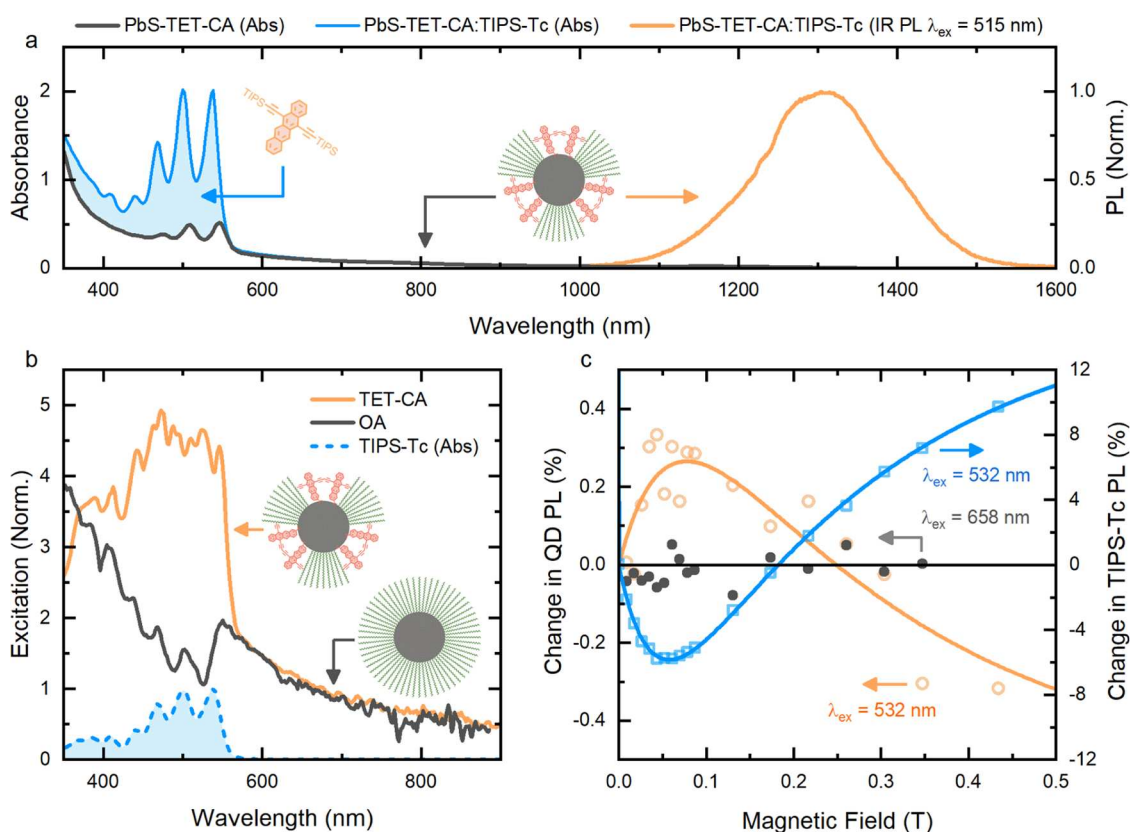 PbS-TET-CA (Abs) PbS-TET-CA:TIPS-Tc (Abs) PbS-TET-CA:TIPS-Tc (IR PL λex = 515 nm)
a
Absorbance
2
1
0
TIPS
TIPS
1.0
0.5
0.0
PL (Norm.)
400 600 800 1000 1200 1400 1600
Wavelength (nm)
b
Excitation (Norm.)
5
4
3
2
1
0
TET-CA
OA
TIPS-Tc (Abs)
400 600 800
Wavelength (nm)
c
Change in QD PL (%)
0.4
0.2
0.0
-0.2
-0.4
λex = 532 nm
λex = 658 nm
λex = 532 nm
12
8
4
0
-4
-8
-12
Change in TIPS-Tc PL (%)
0.0 0.1 0.2 0.3 0.4 0.5
Magnetic Field (T)